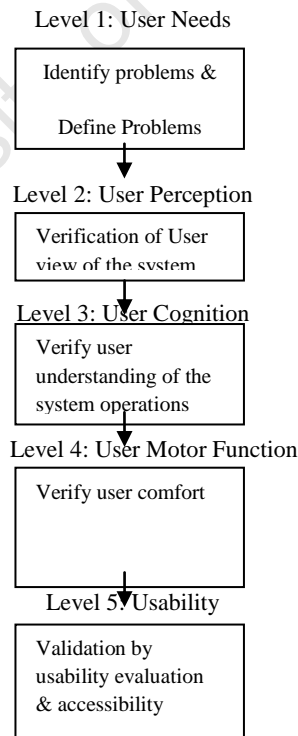 Level 1: User Needs
Identify problems &
Define Problems
Level 2: User Perception
Verification of User
view of the system
Level 3: User Cognition
Verify user
understanding of the
system operations
Level 4: User Motor Function
Verify user comfort
Level 5: Usability
Validation by
usability evaluation
& accessibility